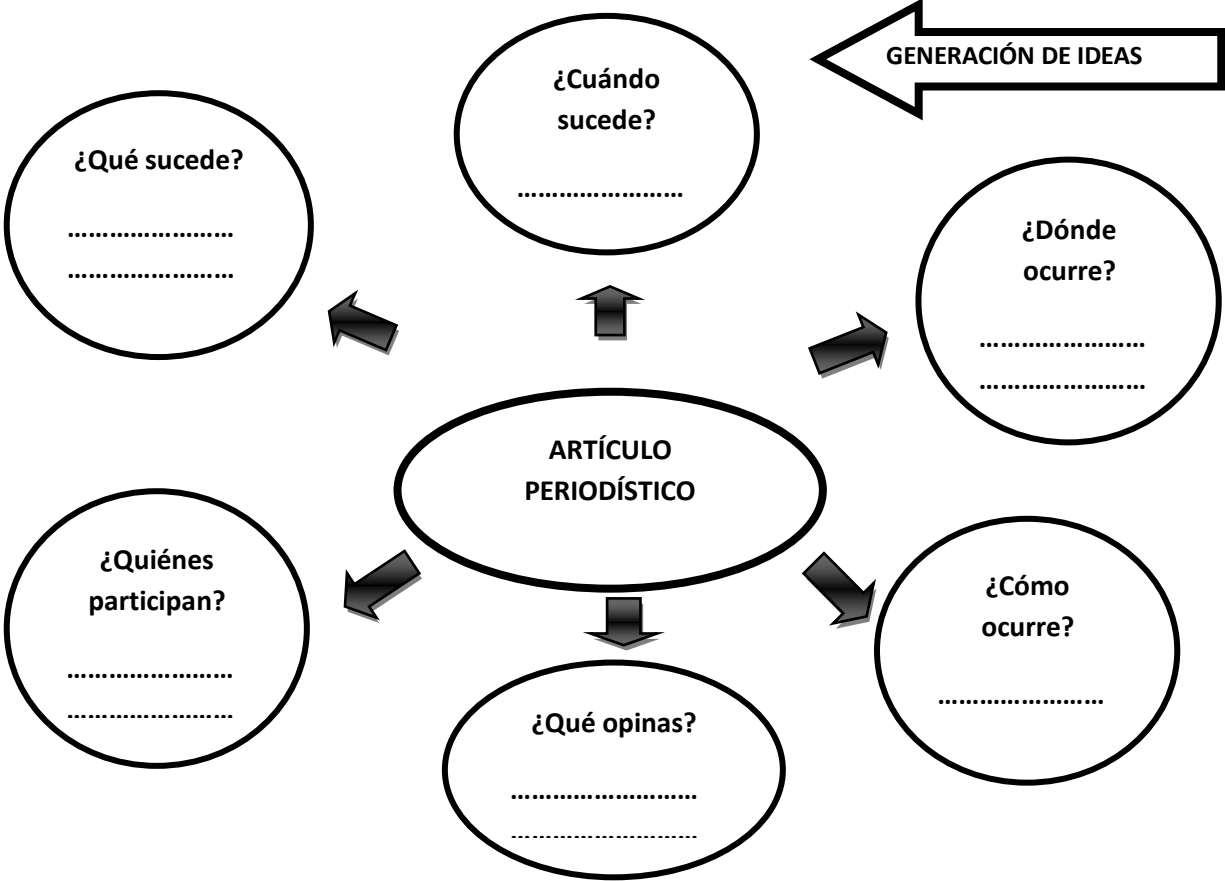 GENERACIÓN DE IDEAS
¿Cuándo
sucede?
……………………
¿Qué sucede?
……………………
……………………
¿Dónde
ocurre?
……………………
……………………
ARTÍCULO
PERIODÍSTICO
¿Quiénes
participan?
……………………
……………………
¿Cómo
ocurre?
……………………
¿Qué opinas?
………………………
………………………